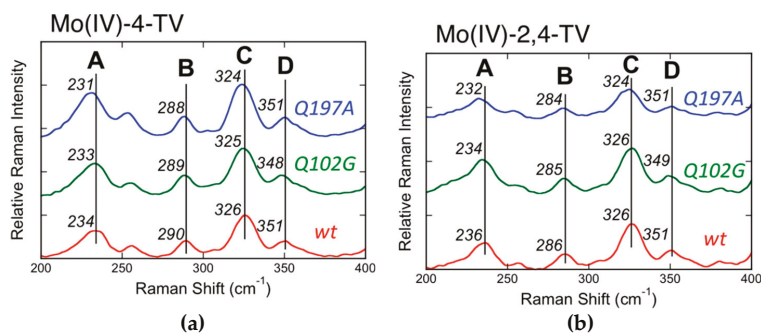 Mo(IV)-4-TV
A
B
C
D
231
288
324
351
Q197A
233
289
325
348
Q102G
234
290
326
351
wt
200
250
300
350
400
Raman Shift (cm-1)
Relative Raman Intensity
(a)
Mo(IV)-2,4-TV
A
B
C
D
232
284
324
351
Q197A
234
285
326
349
Q102G
236
286
326
351
wt
200
250
300
350
400
Raman Shift (cm-1)
Relative Raman Intensity
(b)